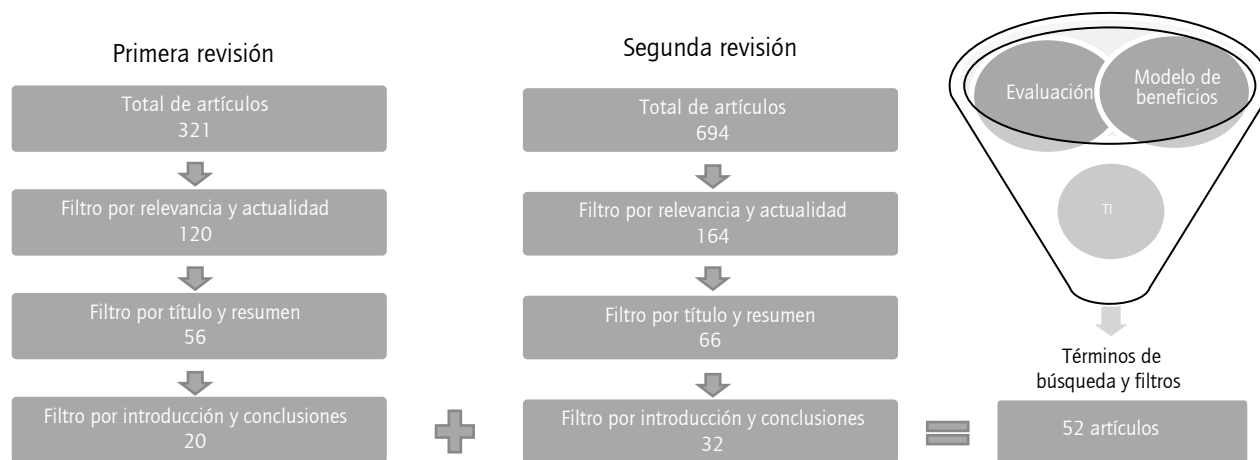 Primera revisión
Total de artículos
321
Filtro por relevancia y actualidad
120
Filtro por título y resumen
56
Filtro por introducción y conclusiones
20
Segunda revisión
Total de artículos
694
Filtro por relevancia y actualidad
164
Filtro por título y resumen
66
Filtro por introducción y conclusiones
32
Evaluación
Modelo de
beneficios
TI
Términos de
búsqueda y filtros
52 artículos